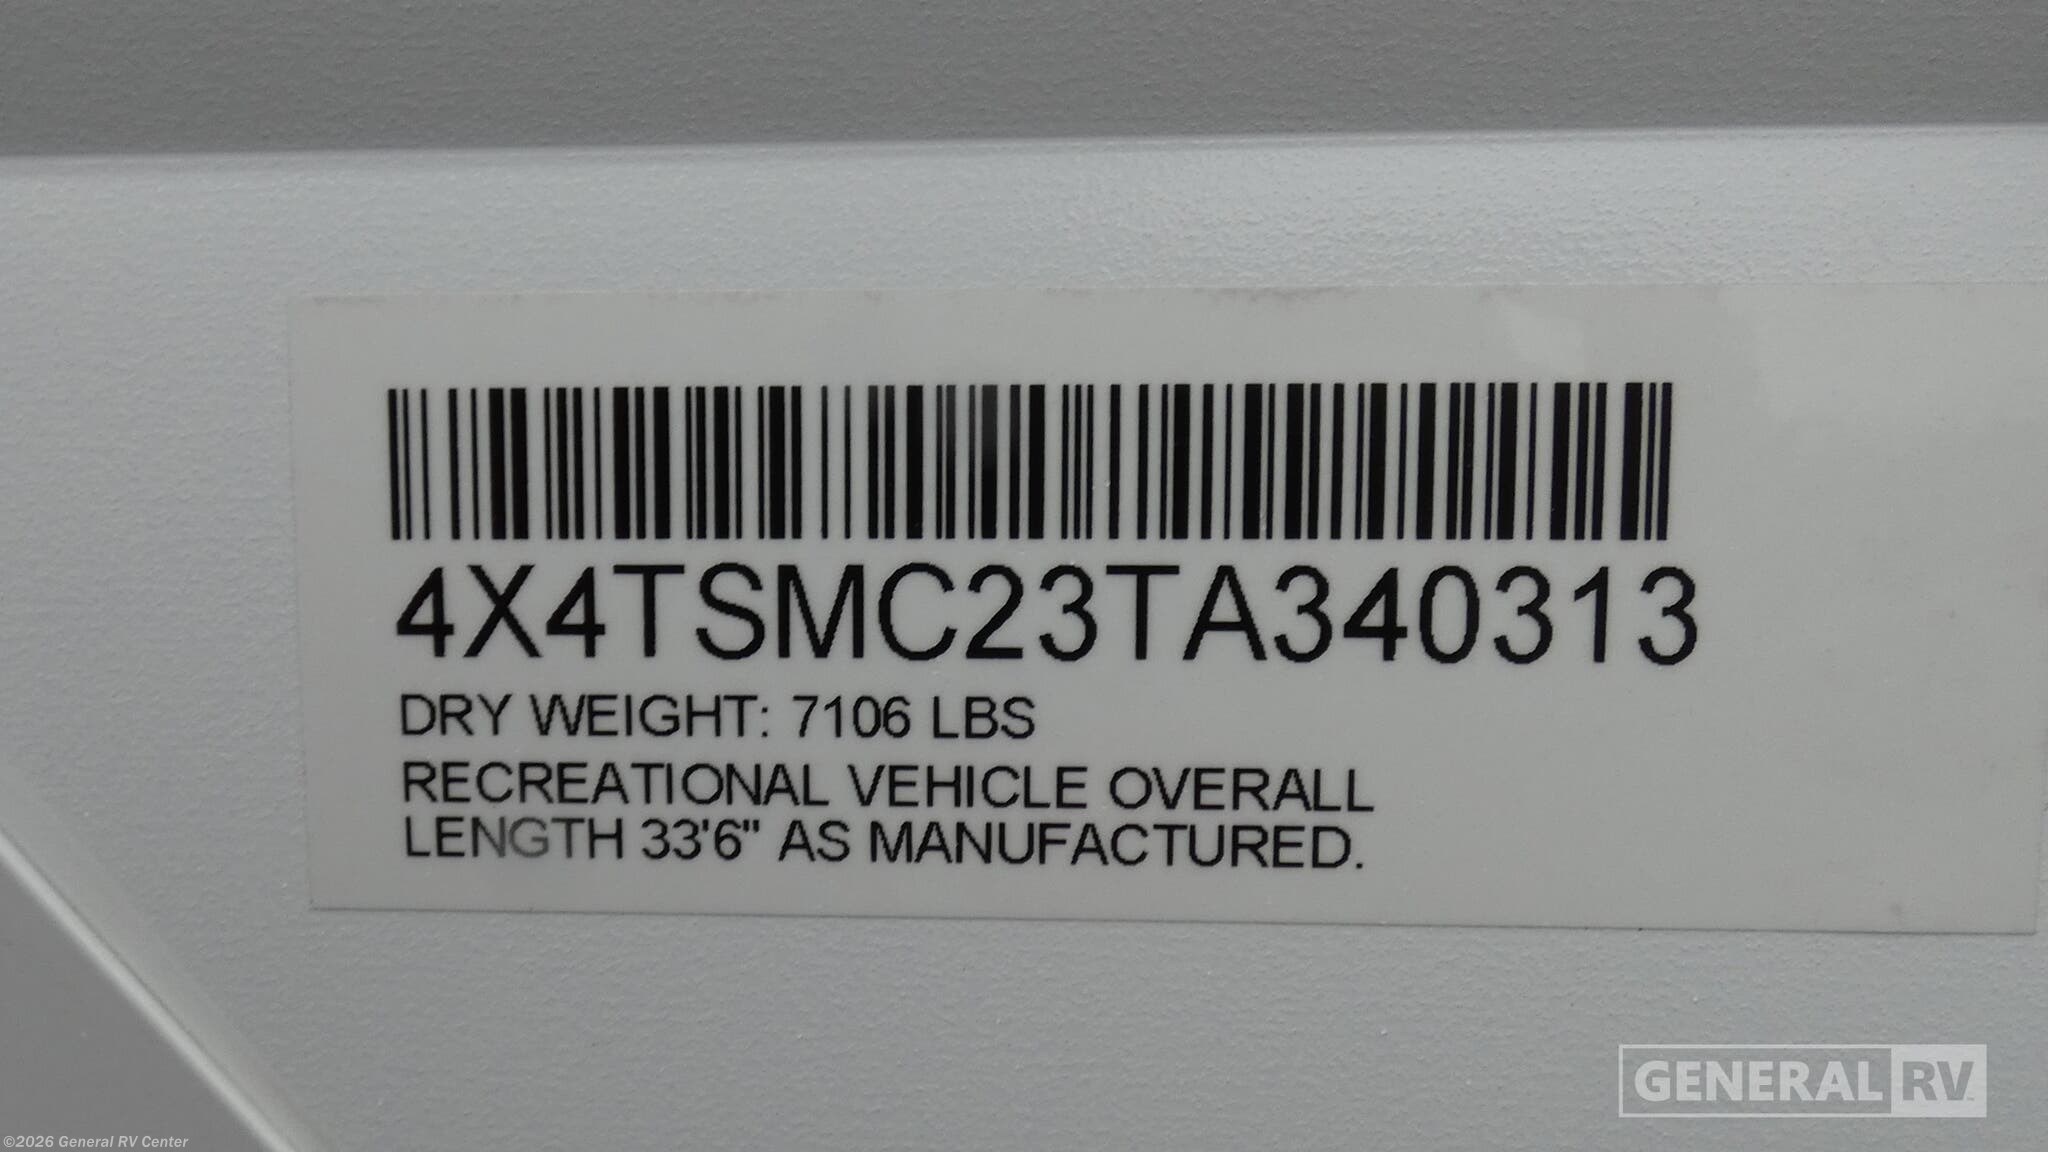 4X4TSMC23TA340313
DRY WEIGHT: 7106 LBS
RECREATIONAL VEHICLE OVERALL
LENGTH 33'6" AS MANUFACTURED.
GENERAL RV
©2026 General RV Center